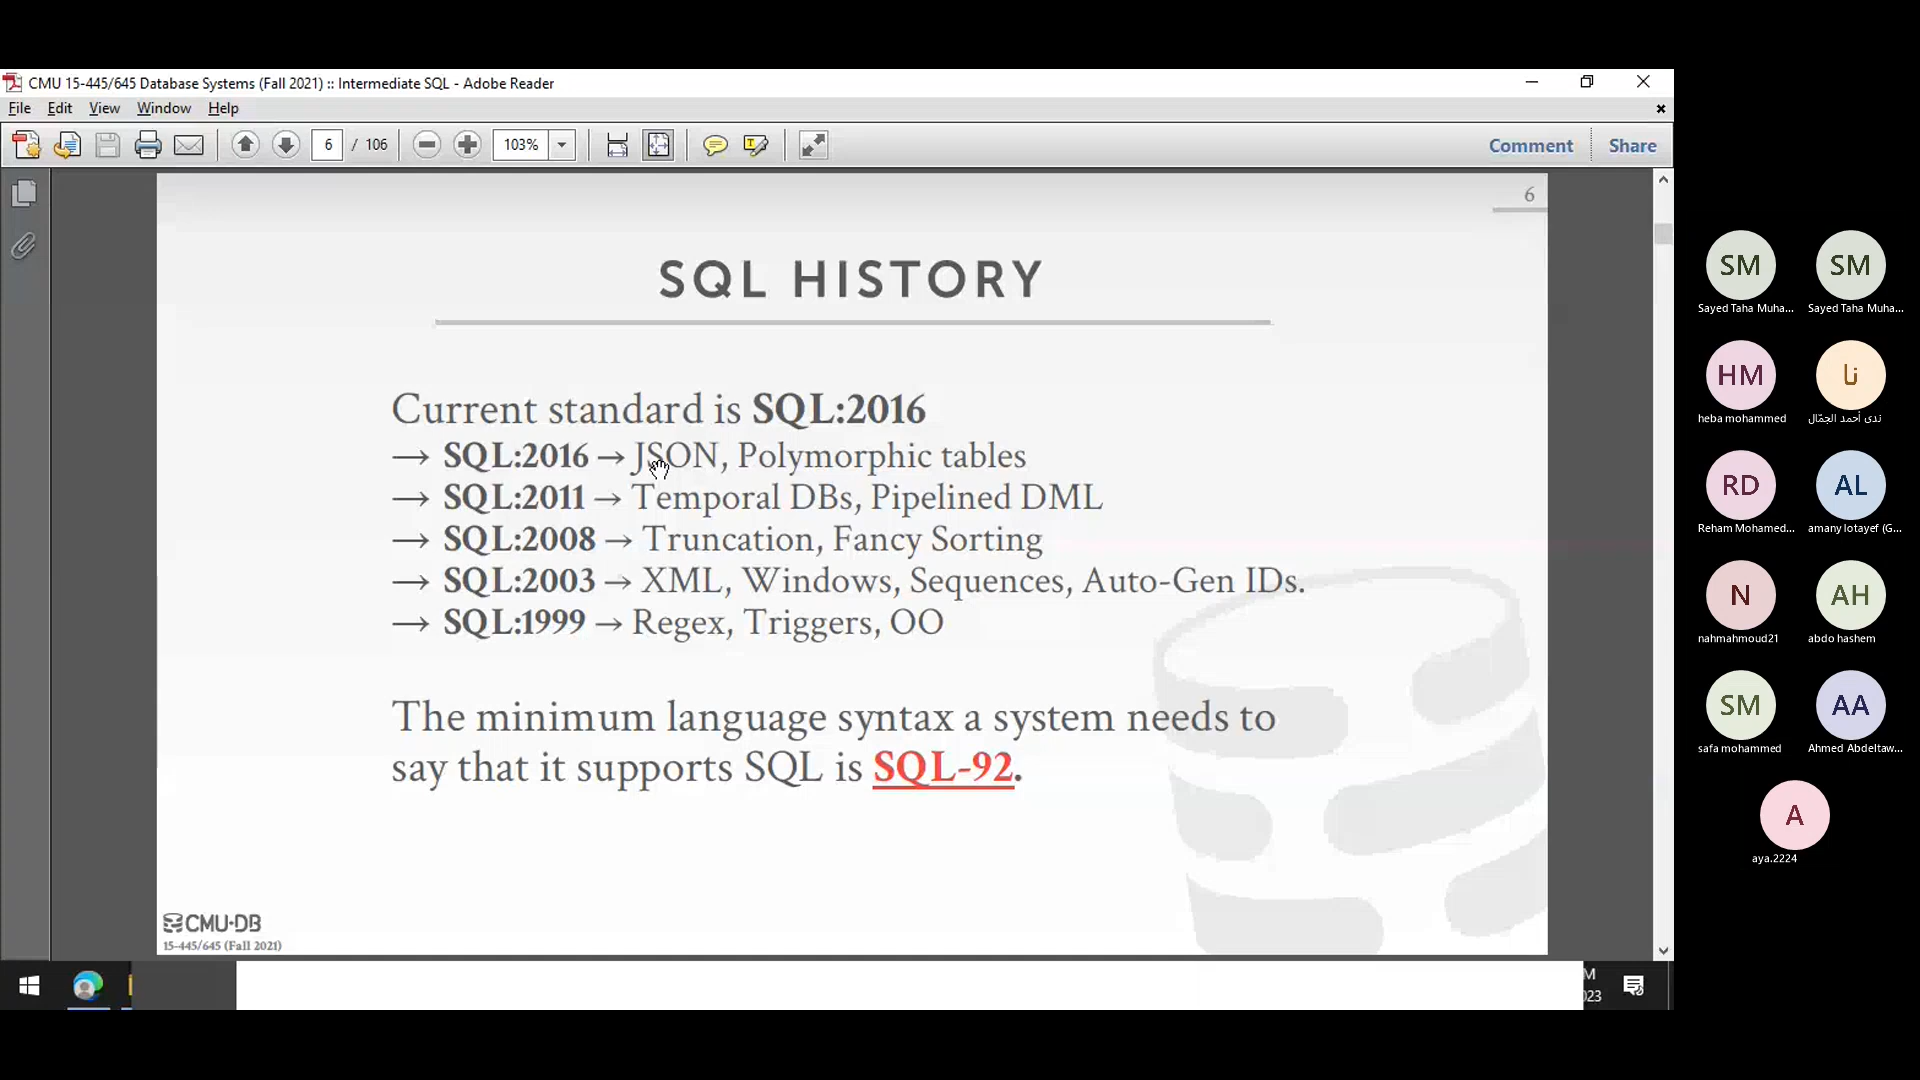 CMU 15-445/645 Database Systems (Fall 2021) :: Intermediate SQL - Adobe Reader
File Edit View Window Help
6 / 106 103% Comment Share
6
SQL HISTORY
Current standard is SQL:2016
→ SQL:2016 → JSON, Polymorphic tables
→ SQL:2011 → Temporal DBs, Pipelined DML
→ SQL:2008 → Truncation, Fancy Sorting
→ SQL:2003 → XML, Windows, Sequences, Auto-Gen IDs.
→ SQL:1999 → Regex, Triggers, OO
The minimum language syntax a system needs to
say that it supports SQL is SQL-92.
CMU·DB
15-445/645 (Fall 2021)
M
023
SM SM
Sayed Taha Muha... Sayed Taha Muha...
HM نا
heba mohammed ندى أحمد الجمّال
RD AL
Reham Mohamed... amany lotayef (G...
N AH
nahmahmoud21 abdo hashem
SM AA
safa mohammed Ahmed Abdeltaw...
A
aya.2224